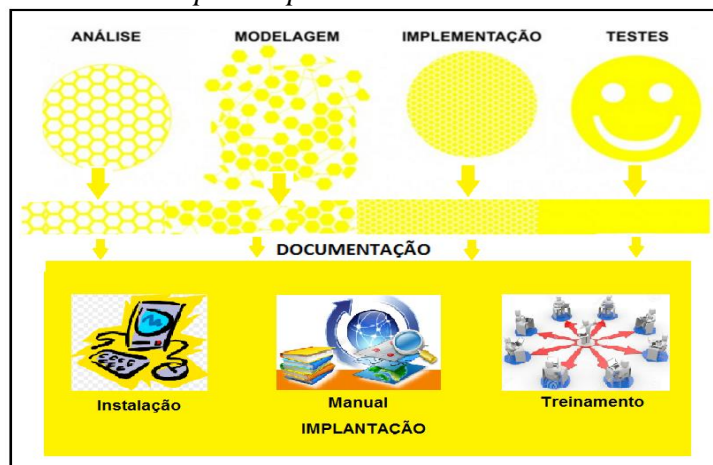 ANÁLISE
MODELAGEM
IMPLEMENTAÇÃO
TESTES
DOCUMENTAÇÃO
Instalação
Manual
Treinamento
IMPLANTAÇÃO